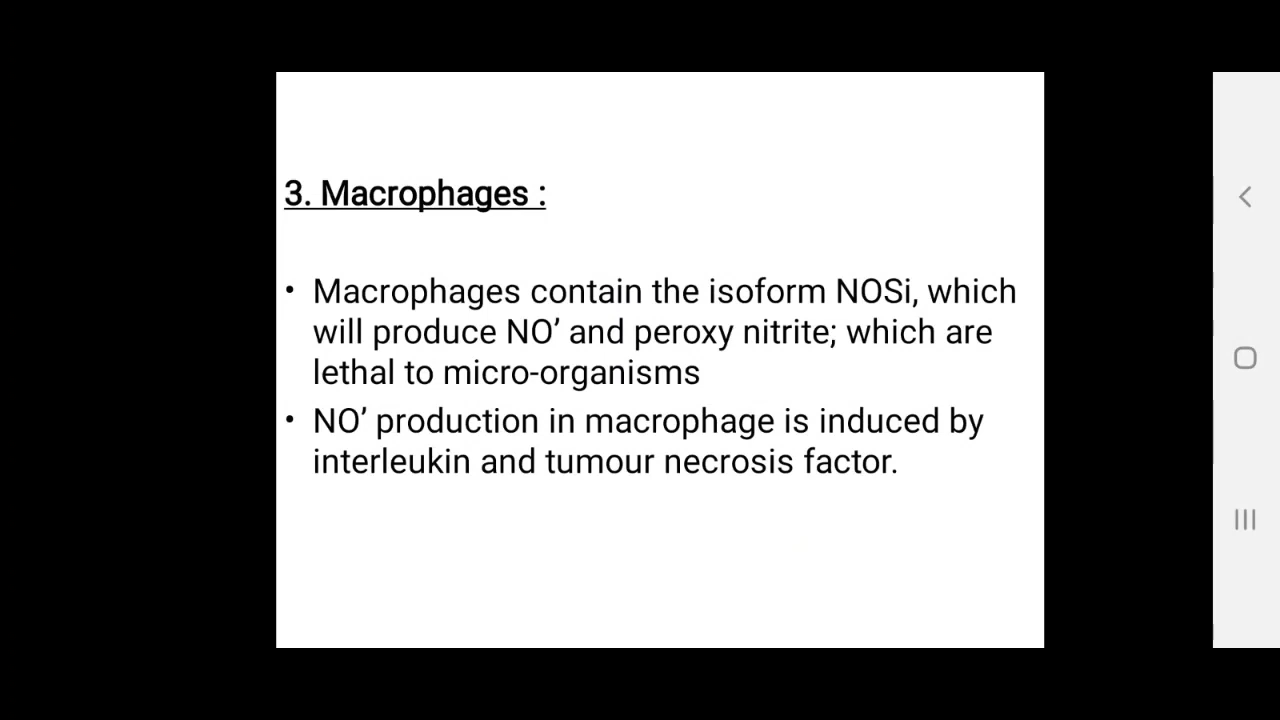 3. Macrophages :
• Macrophages contain the isoform NOSi, which
will produce NO’ and peroxy nitrite; which are
lethal to micro-organisms
• NO’ production in macrophage is induced by
interleukin and tumour necrosis factor.